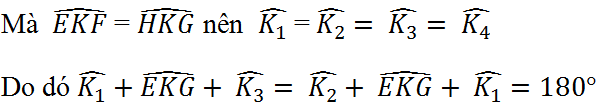 Mà \widehat{EKF} = \widehat{HKG} nên \widehat{K_1} = \widehat{K_2} = \widehat{K_3} = \widehat{K_4}
Do dó \widehat{K_1} + \widehat{EKG} + \widehat{K_3} = \widehat{K_2} + \widehat{EKG} + \widehat{K_1} = 180°